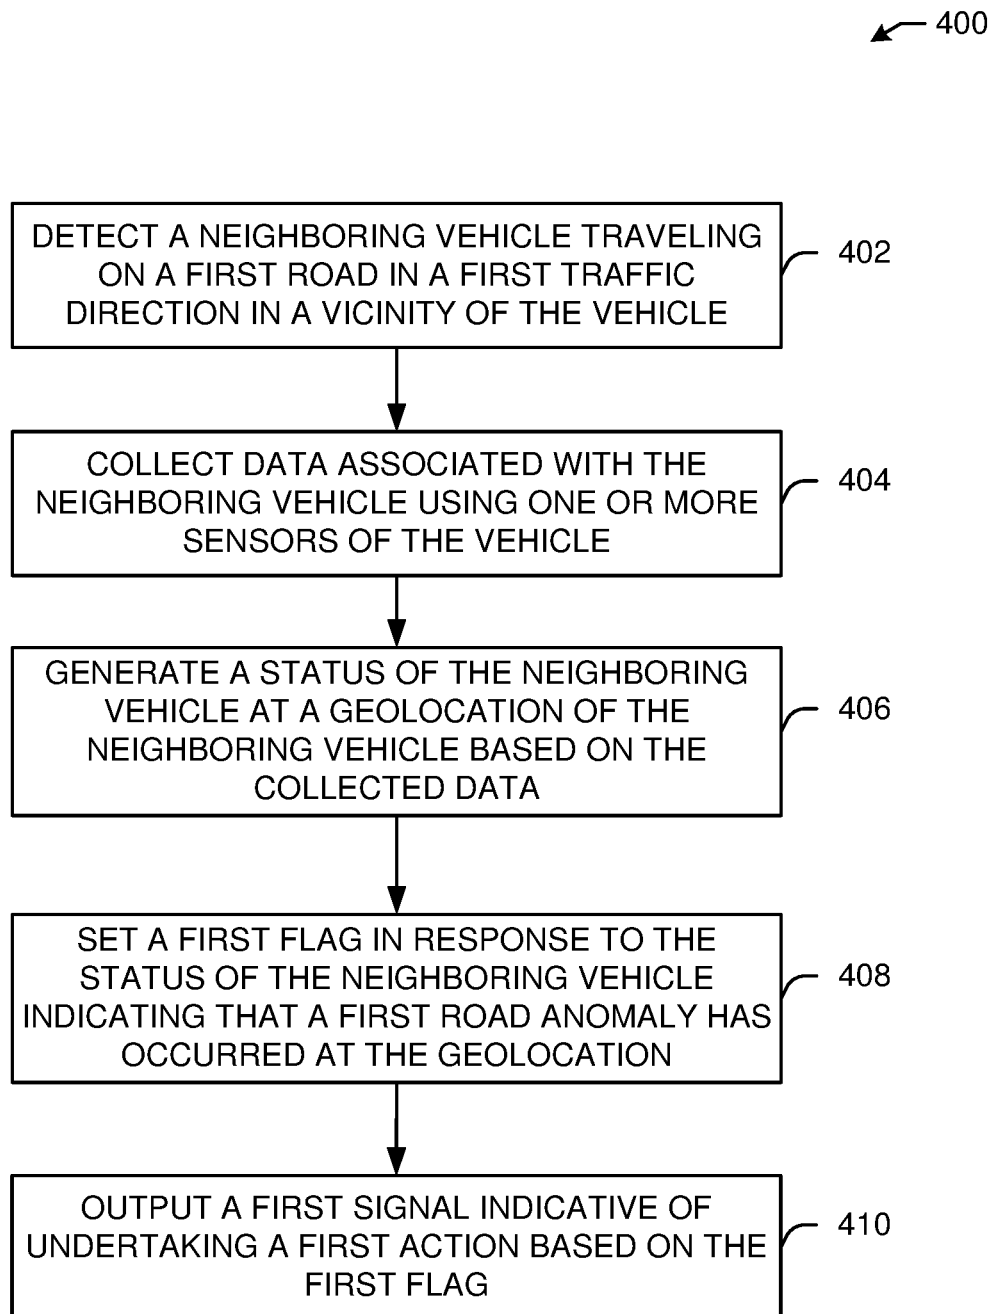 400
DETECT A NEIGHBORING VEHICLE TRAVELING
ON A FIRST ROAD IN A FIRST TRAFFIC
DIRECTION IN A VICINITY OF THE VEHICLE
402
COLLECT DATA ASSOCIATED WITH THE
NEIGHBORING VEHICLE USING ONE OR MORE
SENSORS OF THE VEHICLE
404
GENERATE A STATUS OF THE NEIGHBORING
VEHICLE AT A GEOLOCATION OF THE
NEIGHBORING VEHICLE BASED ON THE
COLLECTED DATA
406
SET A FIRST FLAG IN RESPONSE TO THE
STATUS OF THE NEIGHBORING VEHICLE
INDICATING THAT A FIRST ROAD ANOMALY HAS
OCCURRED AT THE GEOLOCATION
408
OUTPUT A FIRST SIGNAL INDICATIVE OF
UNDERTAKING A FIRST ACTION BASED ON THE
FIRST FLAG
410